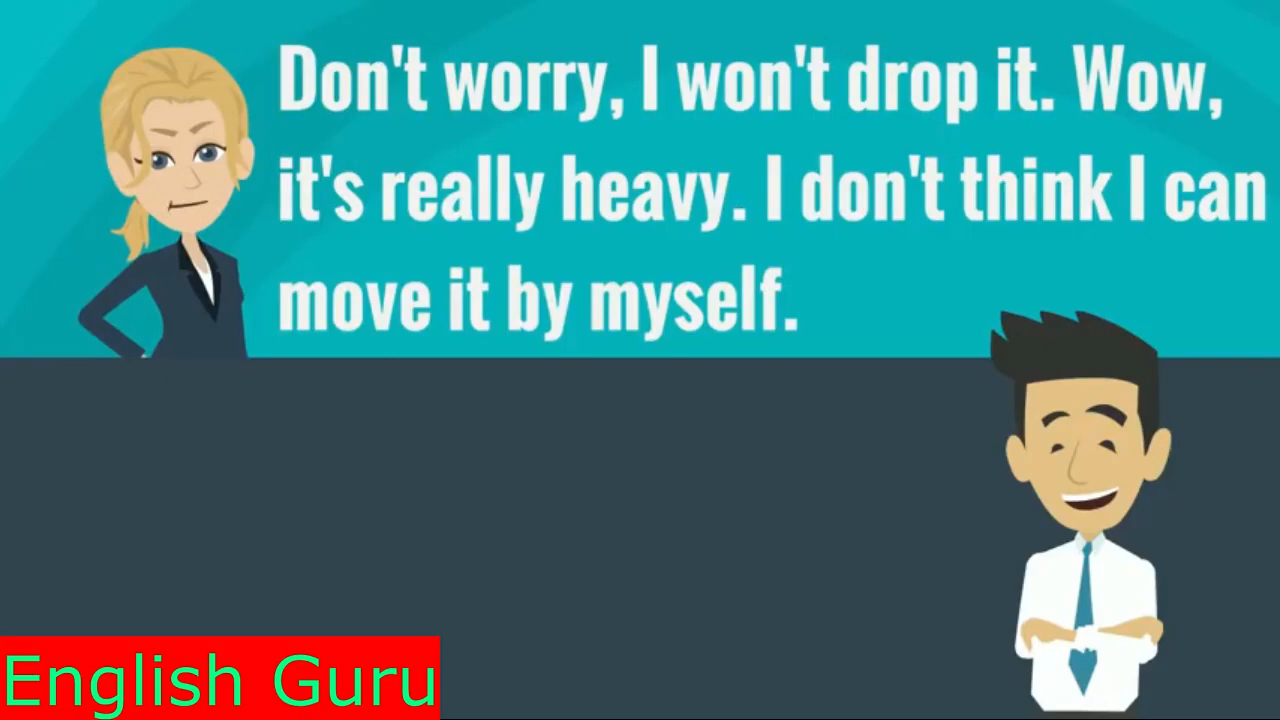 Don't worry, I won't drop it. Wow,
it's really heavy. I don't think I can
move it by myself.
English Guru